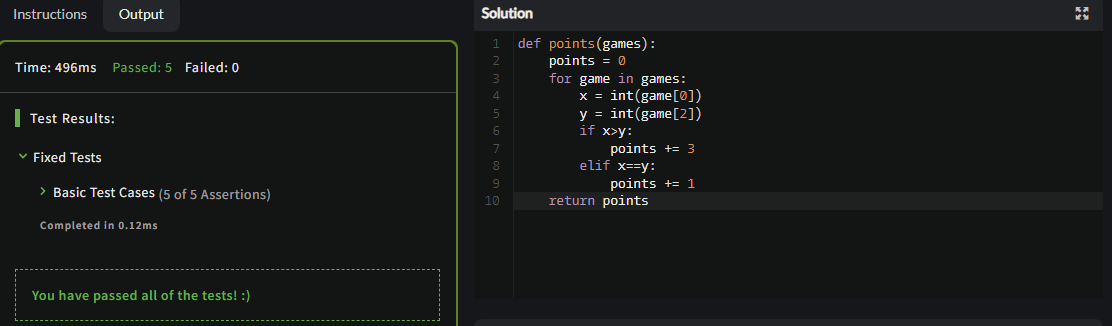 Instructions
Output
Time: 496ms Passed: 5 Failed: 0
Test Results:
Fixed Tests
Basic Test Cases (5 of 5 Assertions)
Completed in 0.12ms
You have passed all of the tests! :)
Solution
1 def points(games):
2     points = 0
3     for game in games:
4         x = int(game[0])
5         y = int(game[2])
6         if x>y:
7             points += 3
8         elif x==y:
9             points += 1
10     return points